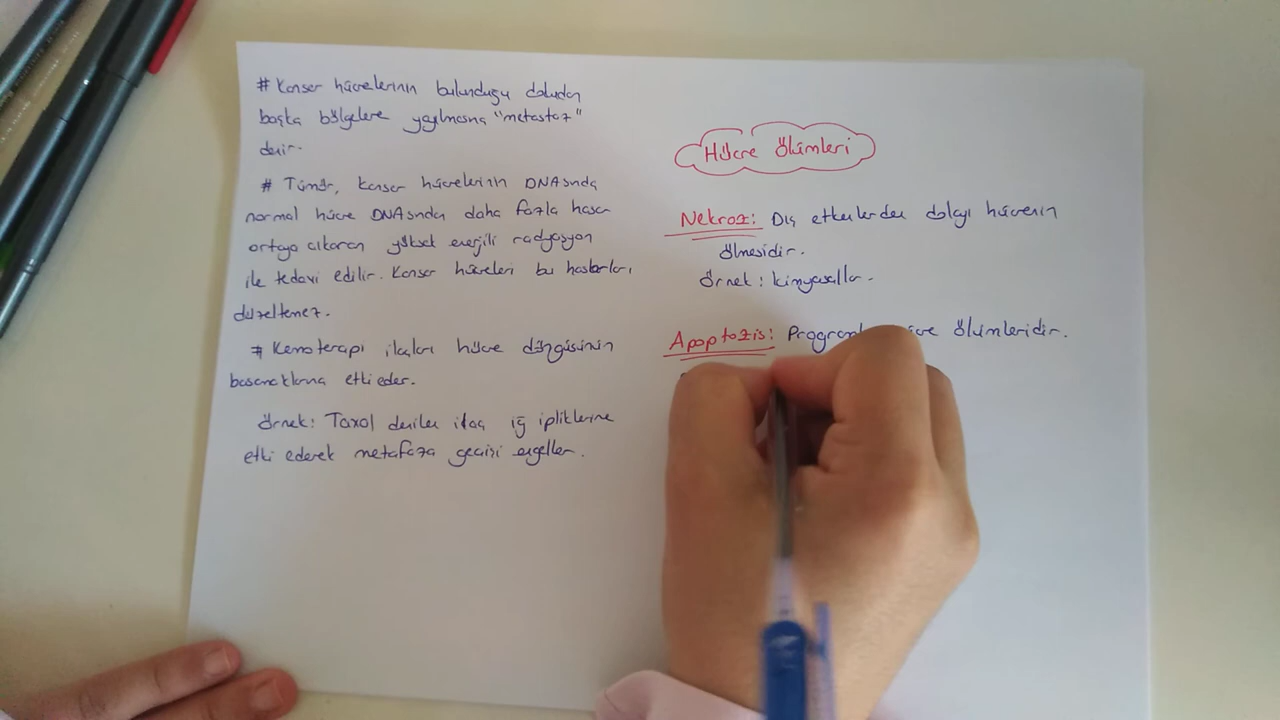 # Kanser hücrelerinin bulunduğu dokudan
başka bölgelere yayılmasına "metastaz"
denir.
# Tümör, kanser hücrelerinin DNAsında
normal hücre DNAsından daha fazla hasar
ortaya çıkaran yüksek enerjili radyasyon
ile tedavi edilir. Kanser hücreleri bu hasarları
düzeltemez.
# Kemoterapi ilaçları hücre döngüsünün
basamaklarına etki eder.
Örnek: Taxol denilen ilaç iğ ipliklerine
etki ederek metafaza geçişi engeller.
Hücre Ölümleri
Nekroz: Dış etkenlerden dolayı hücrenin
ölmesidir.
Örnek: kimyasallar.
Apoptozis: ölümleridir.